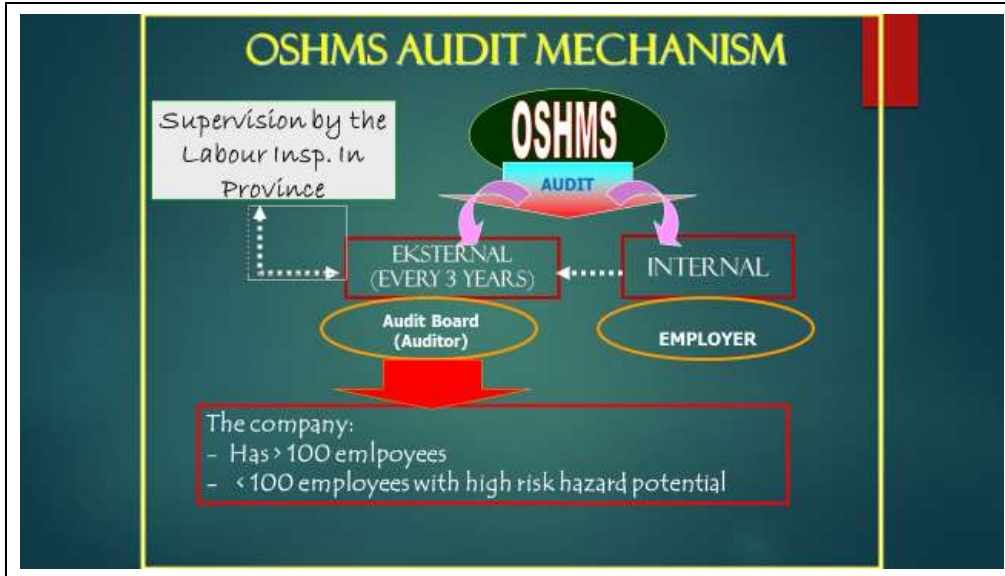 OSHMS AUDIT MECHANISM
Supervision by the
Labour Insp. In
Province
OSHMS
AUDIT
EKSTERNAL
(EVERY 3 YEARS)
INTERNAL
Audit Board
(Auditor)
EMPLOYER
The company:
- Has > 100 emlpoyees
- < 100 employees with high risk hazard potential